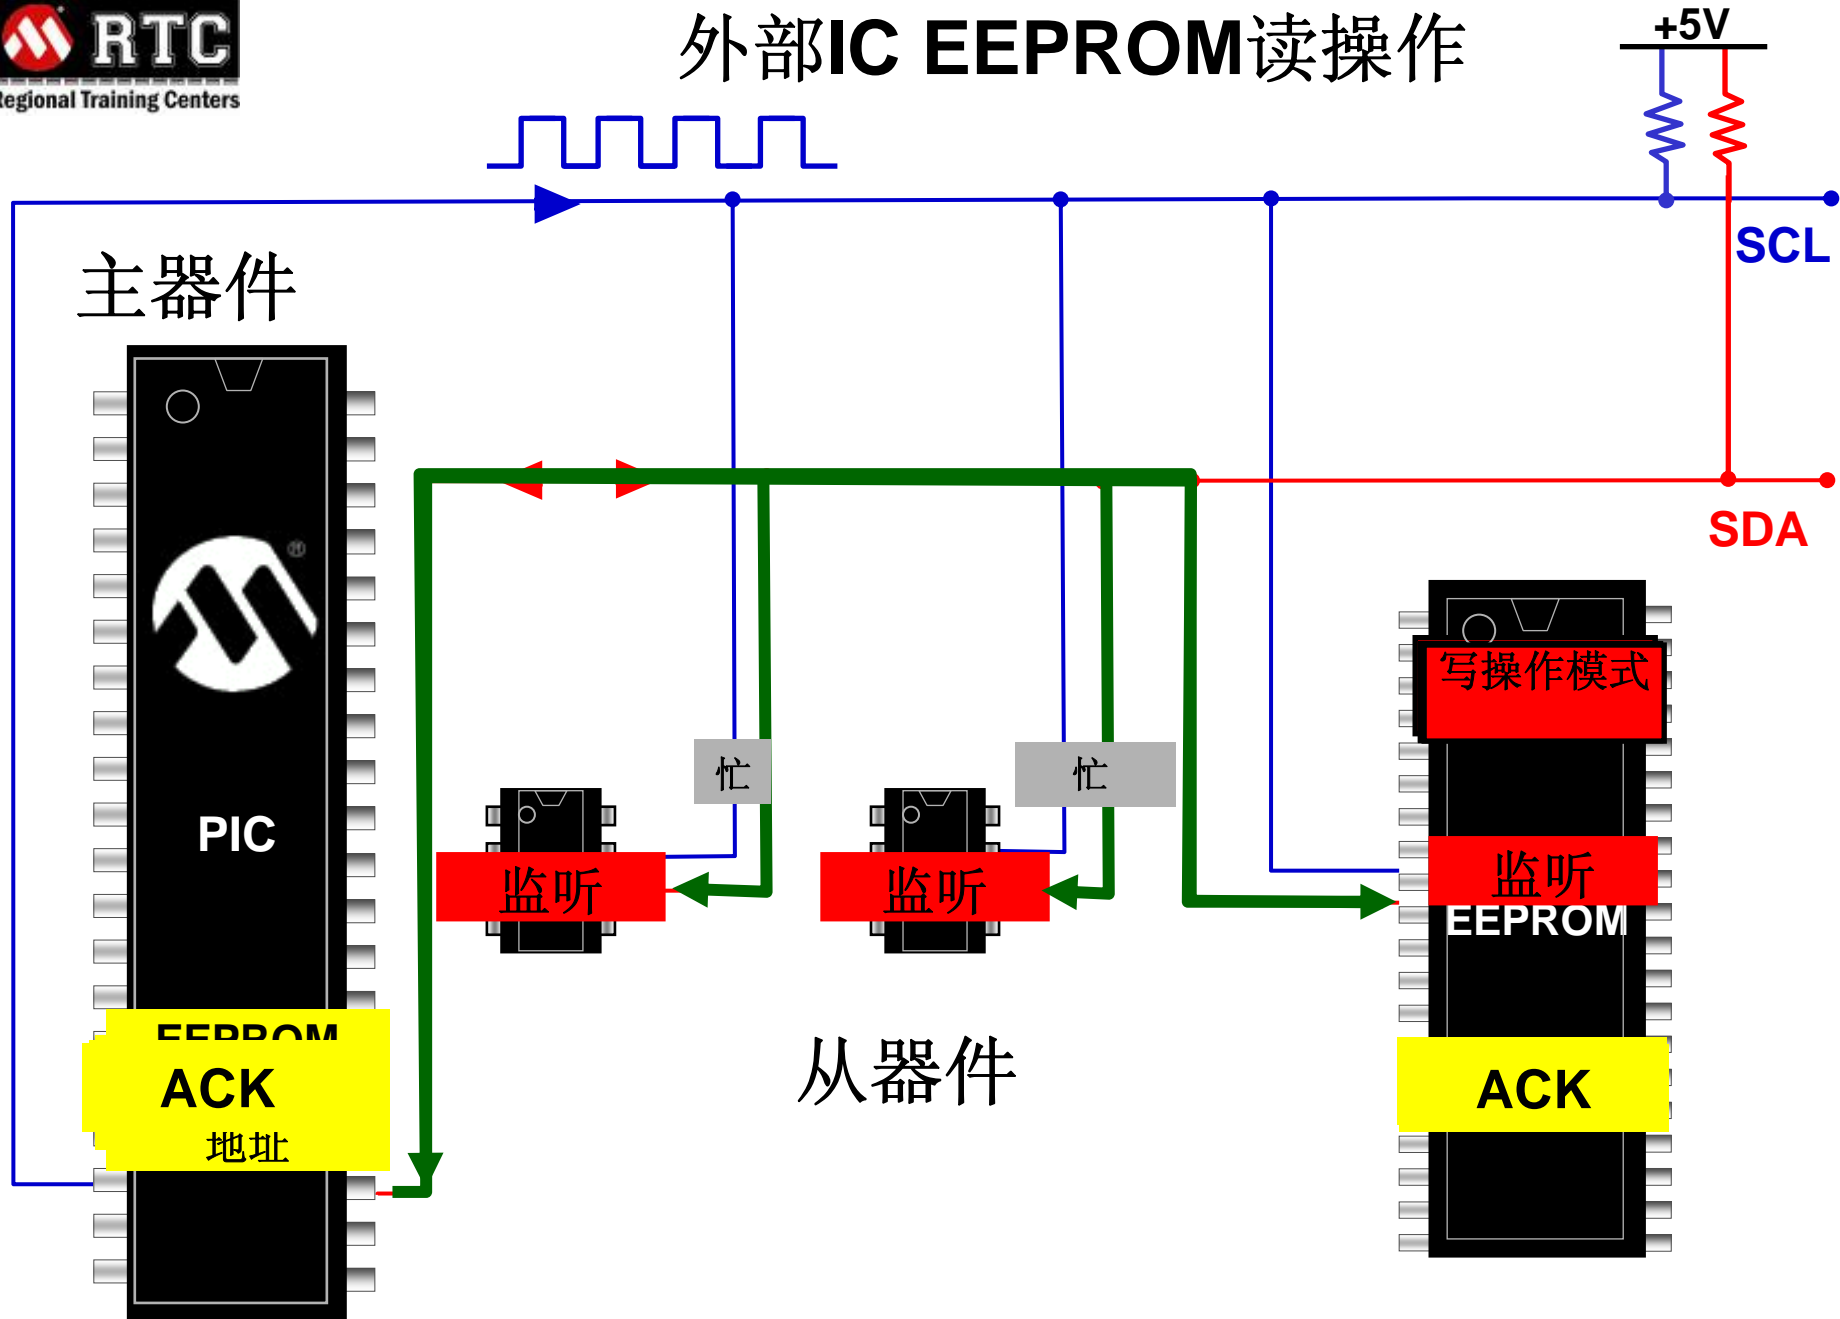 RTC
Regional Training Centers
外部IC EEPROM读操作
+5V
SCL
主器件
SDA
PIC
忙
忙
写操作模式
监听
监听
监听
EEPROM
从器件
EEPROM
ACK
地址
ACK